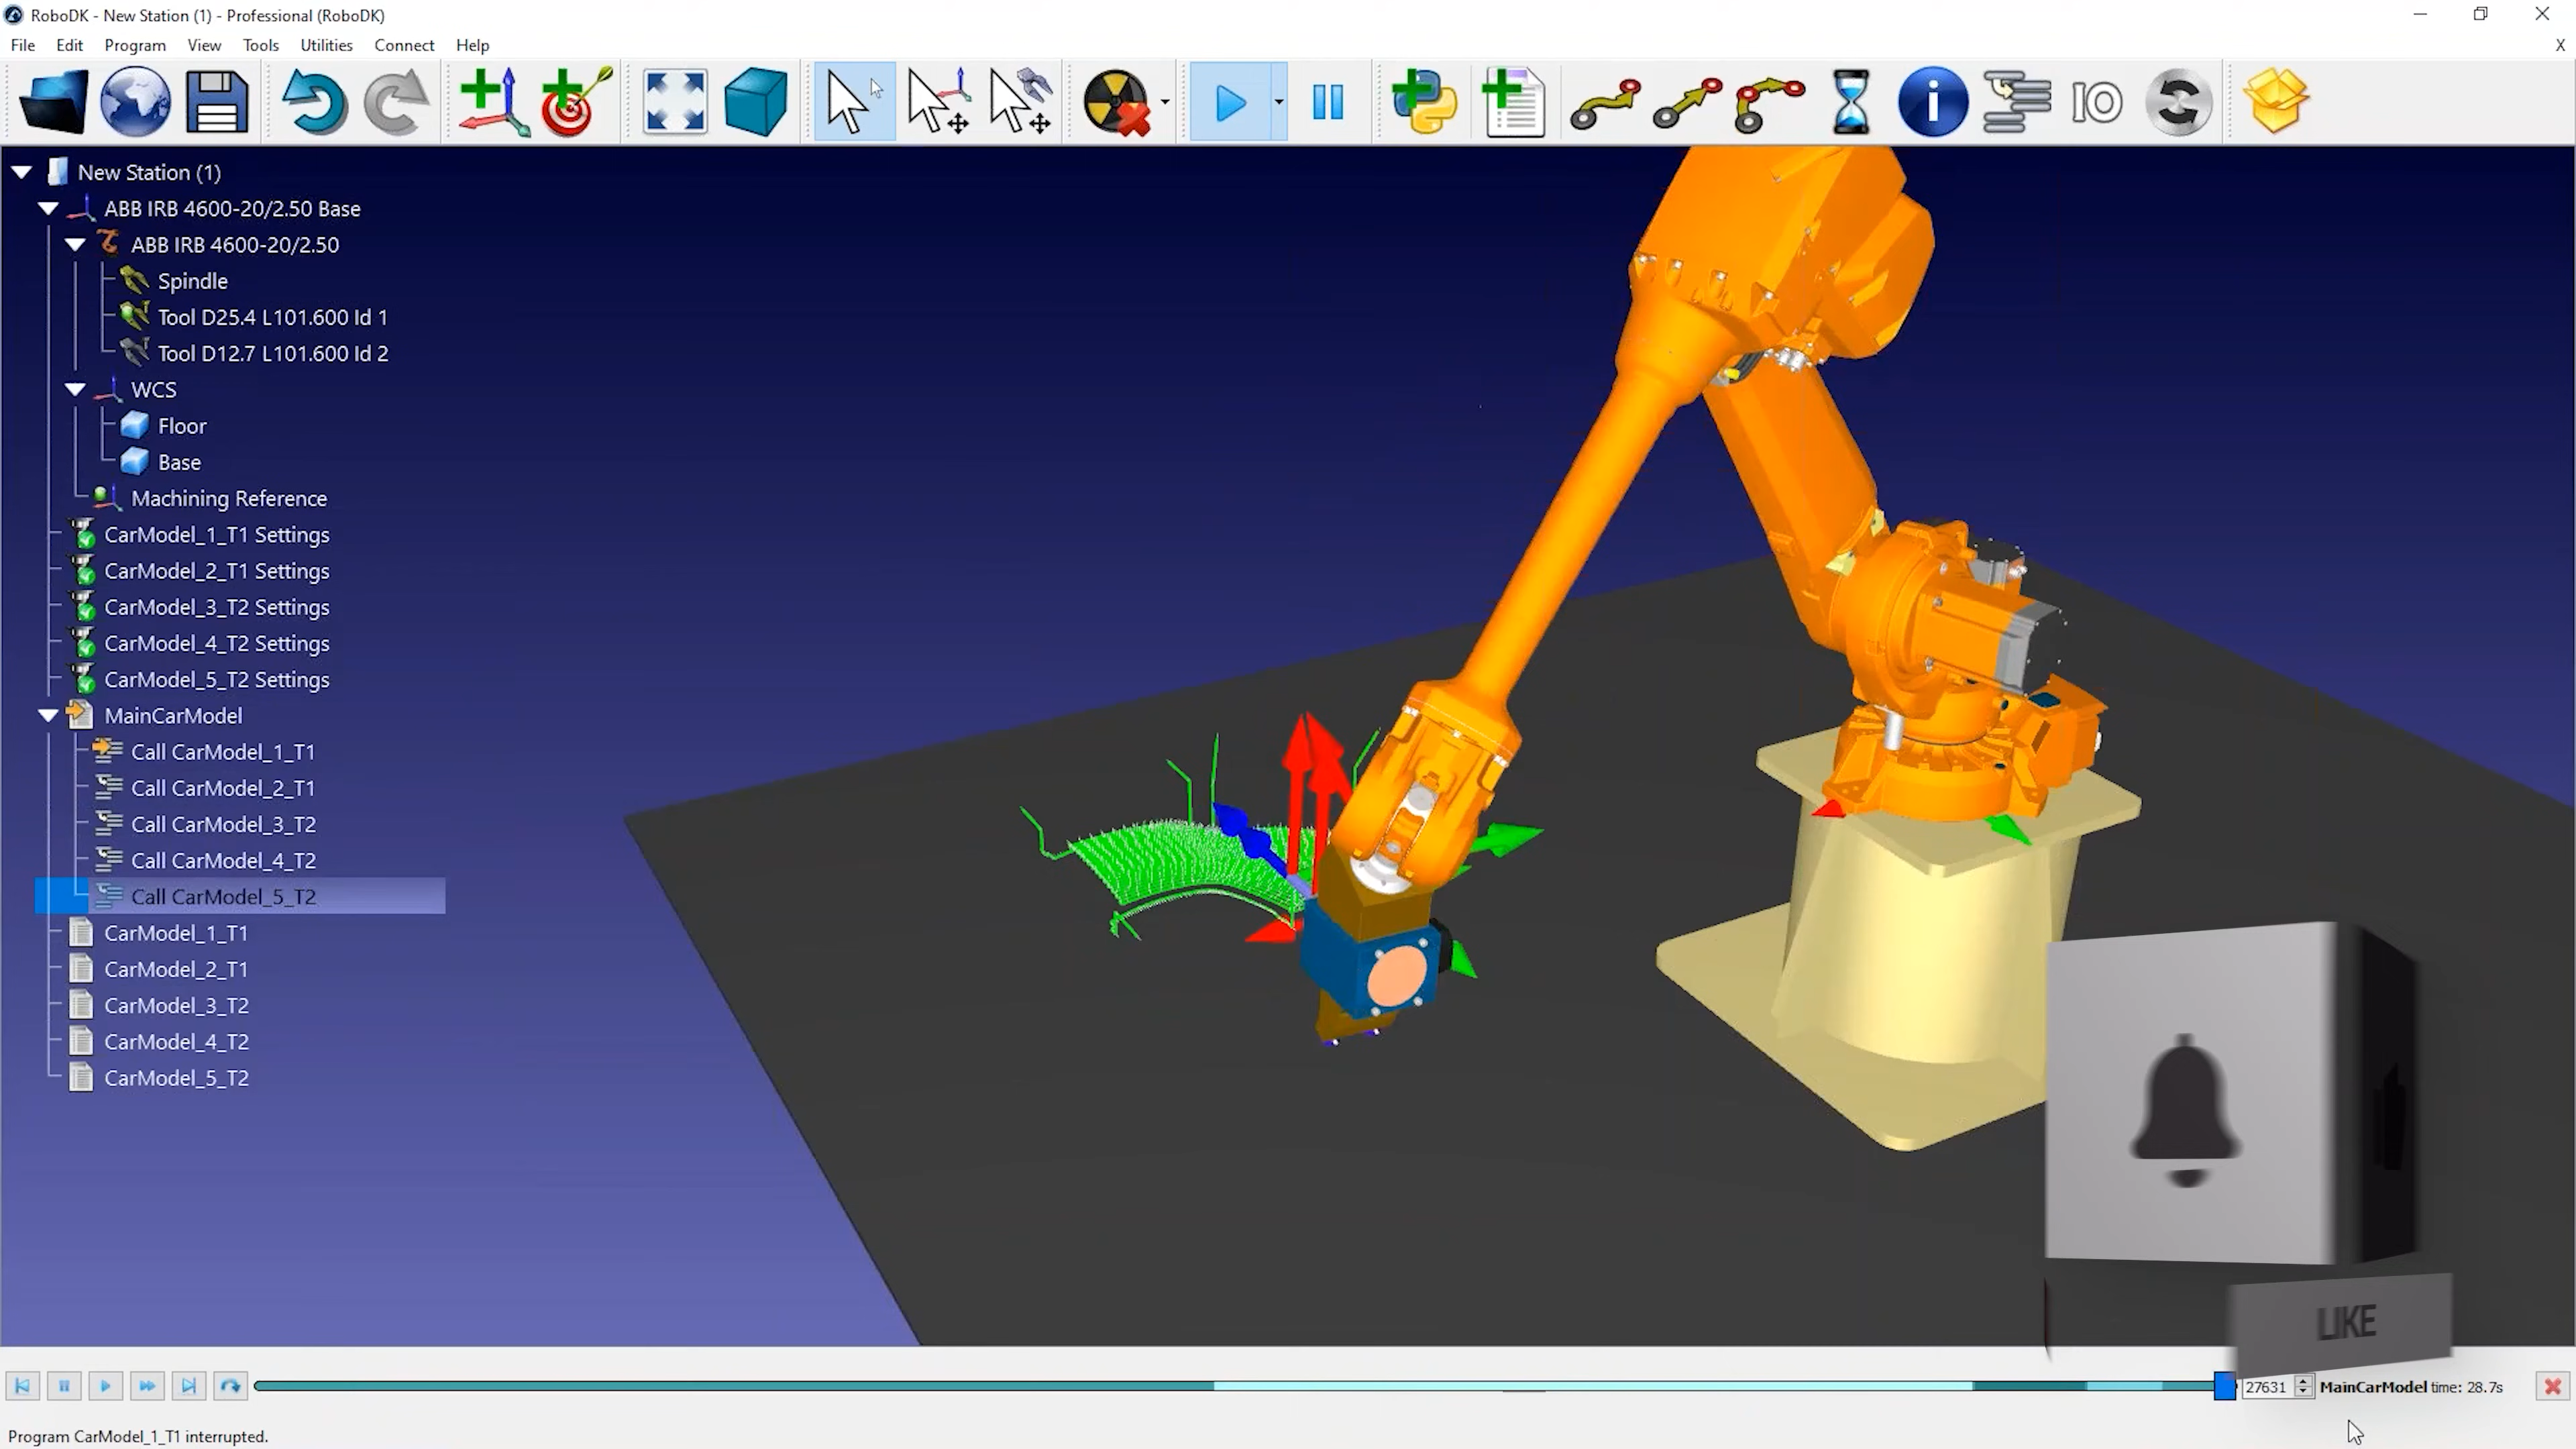 RoboDK - New Station (1) - Professional (RoboDK)
File Edit Program View Tools Utilities Connect Help X
IO
New Station (1)
ABB IRB 4600-20/2.50 Base
ABB IRB 4600-20/2.50
Spindle
Tool D25.4 L101.600 Id 1
Tool D12.7 L101.600 Id 2
WCS
Floor
Base
Machining Reference
CarModel_1_T1 Settings
CarModel_2_T1 Settings
CarModel_3_T2 Settings
CarModel_4_T2 Settings
CarModel_5_T2 Settings
MainCarModel
Call CarModel_1_T1
Call CarModel_2_T1
Call CarModel_3_T2
Call CarModel_4_T2
Call CarModel_5_T2
CarModel_1_T1
CarModel_2_T1
CarModel_3_T2
CarModel_4_T2
CarModel_5_T2
LIKE
27631 MainCarModel time: 28.7s
Program CarModel_1_T1 interrupted.